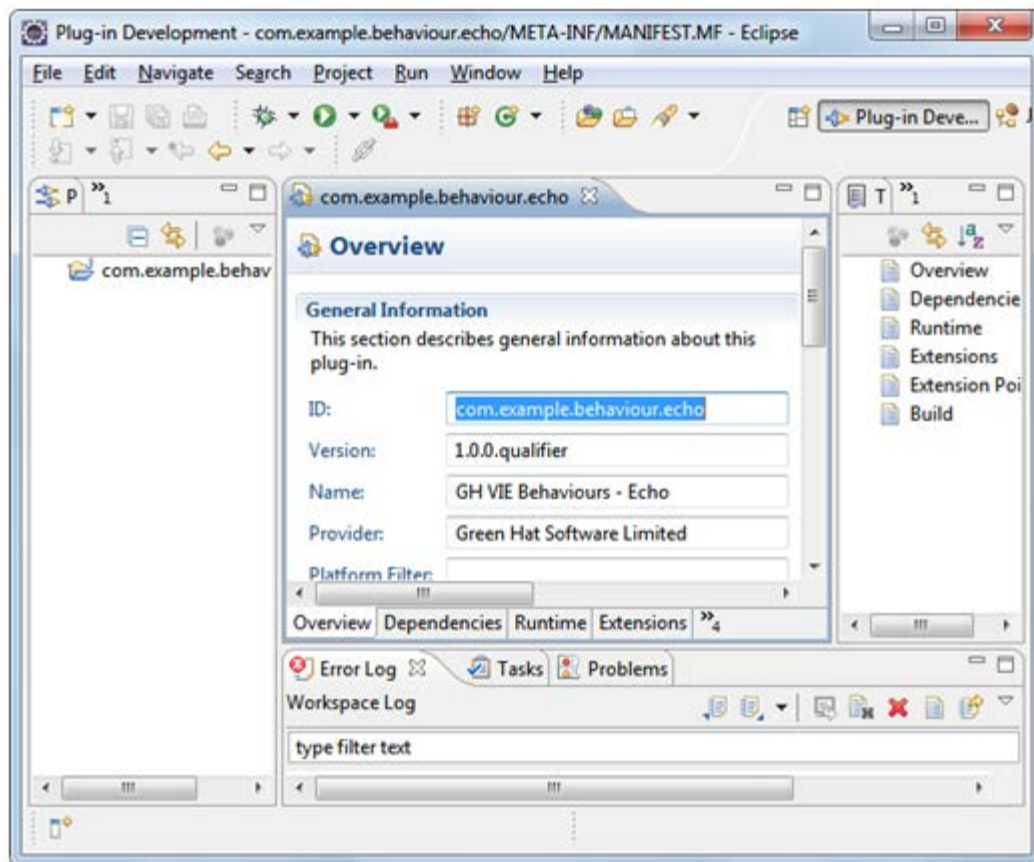 Plug-in Development - com.example.behaviour.echo/META-INF/MANIFEST.MF - Eclipse
File Edit Navigate Search Project Run Window Help
Plug-in Deve... J
P »1
com.example.behaviour.echo
T »1
com.example.behav
Overview
General Information
This section describes general information about this
plug-in.
ID: com.example.behaviour.echo
Version: 1.0.0.qualifier
Name: GH VIE Behaviours - Echo
Provider: Green Hat Software Limited
Platform Filter:
Overview Dependencies Runtime Extensions »4
Overview
Dependencie
Runtime
Extensions
Extension Poi
Build
Error Log Tasks Problems
Workspace Log
type filter text